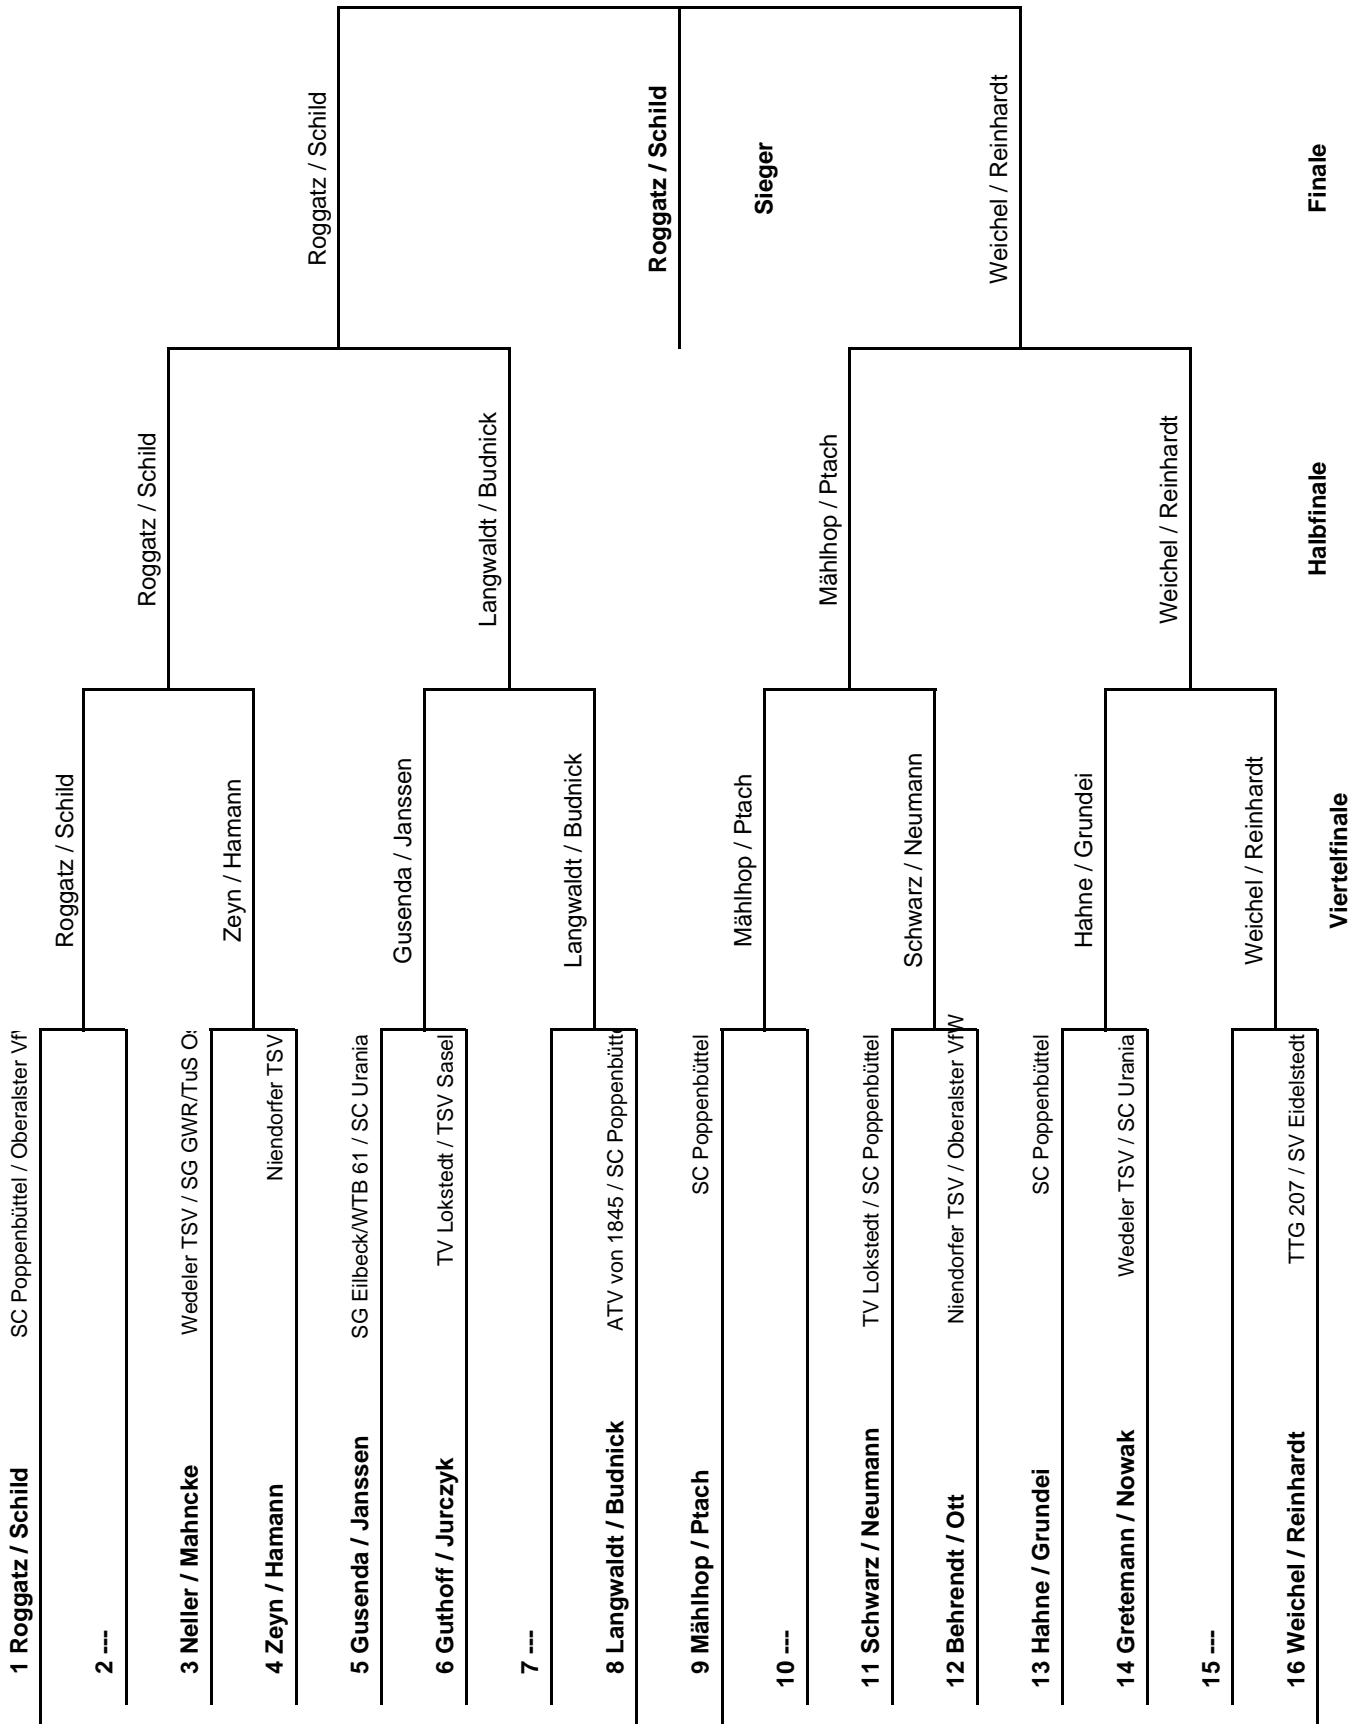 1 Roggatz / Schild SC Poppenbüttel / Oberalster Vf
2 ---
3 Neller / Mahncke Wedeler TSV / SG GWR/TuS O
4 Zeyn / Hamann Niendorfer TSV
5 Gusenda / Janssen SG Eilbeck/WTB 61 / SC Urania
6 Guthoff / Jurczyk TV Lokstedt / TSV Sasel
7 ---
8 Langwaldt / Budnick ATV von 1845 / SC Poppenbütte
9 Mählhop / Ptach SC Poppenbüttel
10 ---
11 Schwarz / Neumann TV Lokstedt / SC Poppenbüttel
12 Behrendt / Ott Niendorfer TSV / Oberalster VfW
13 Hahne / Grundei SC Poppenbüttel
14 Gretemann / Nowak Wedeler TSV / SC Urania
15 ---
16 Weichel / Reinhardt TTG 207 / SV Eidelstedt
Roggatz / Schild
Zeyn / Hamann
Gusenda / Janssen
Langwaldt / Budnick
Mählhop / Ptach
Schwarz / Neumann
Hahne / Grundei
Weichel / Reinhardt
Viertelfinale
Roggatz / Schild
Langwaldt / Budnick
Mählhop / Ptach
Weichel / Reinhardt
Halbfinale
Roggatz / Schild
Roggatz / Schild
Sieger
Weichel / Reinhardt
Finale